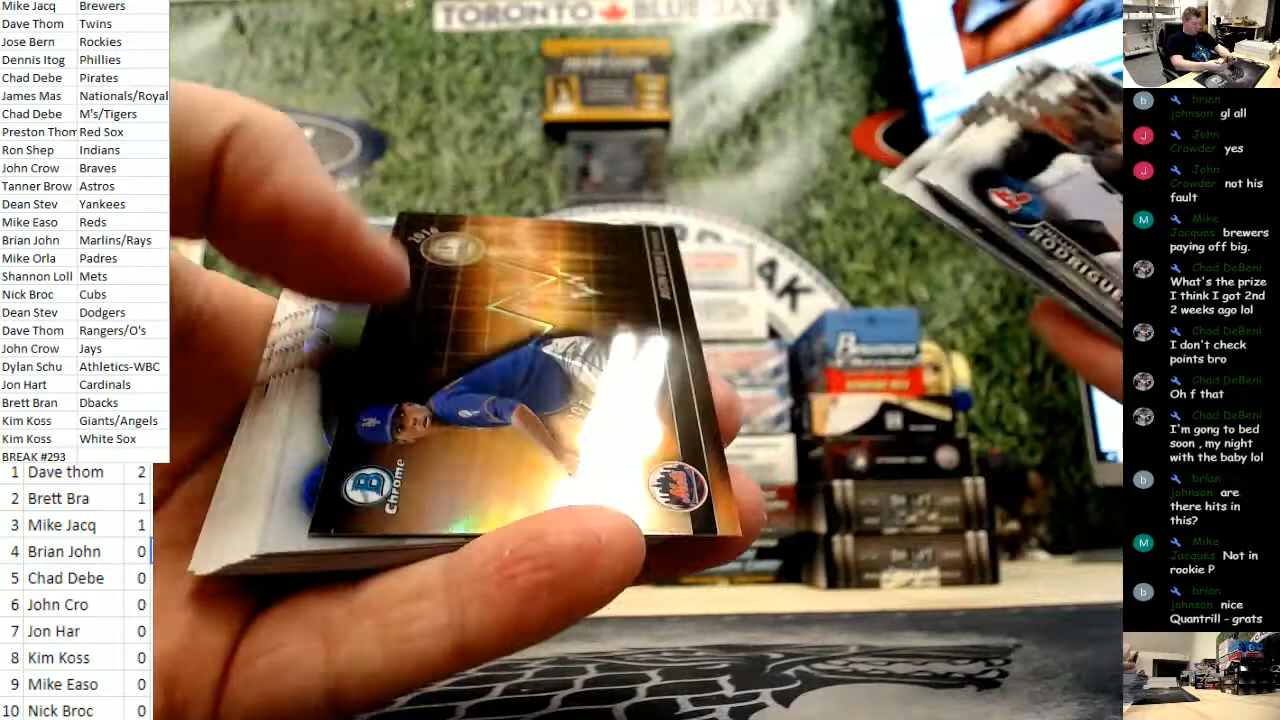 Mike Jacq Brewers
Dave Thom Twins
Jose Bern Rockies
Dennis Itog Phillies
Chad Debe Pirates
James Mas Nationals/Royal
Chad Debe M's/Tigers
Preston Thom Red Sox
Ron Shep Indians
John Crow Braves
Tanner Brow Astros
Dean Stev Yankees
Mike Easo Reds
Brian John Marlins/Rays
Mike Orla Padres
Shannon Loll Mets
Nick Broc Cubs
Dean Stev Dodgers
Dave Thom Rangers/O's
John Crow Jays
Dylan Schu Athletics-WBC
Jon Hart Cardinals
Brett Bran Dbacks
Kim Koss Giants/Angels
Kim Koss White Sox
BREAK #293
1 Dave thom 2
2 Brett Bra 1
3 Mike Jacq 1
4 Brian John 0
5 Chad Debe 0
6 John Cro 0
7 Jon Har 0
8 Kim Koss 0
9 Mike Easo 0
10 Nick Broc 0
TORONTO BLUE JAYS
RODRIGUE
B
Chrome
brian
johnson gl all
John
Crowder yes
John
Crowder not his
fault
Mike
Jacques brewers
paying off big.
Chad DeBeni
What's the prize
I think I got 2nd
2 weeks ago lol
Chad DeBeni
I don't check
points bro
Chad DeBeni
Oh f that
Chad DeBeni
I'm gong to bed
soon , my night
with the baby lol
brian
johnson are
there hits in
this?
Mike
Jacques Not in
rookie P
brian
johnson nice
Quantrill - grats